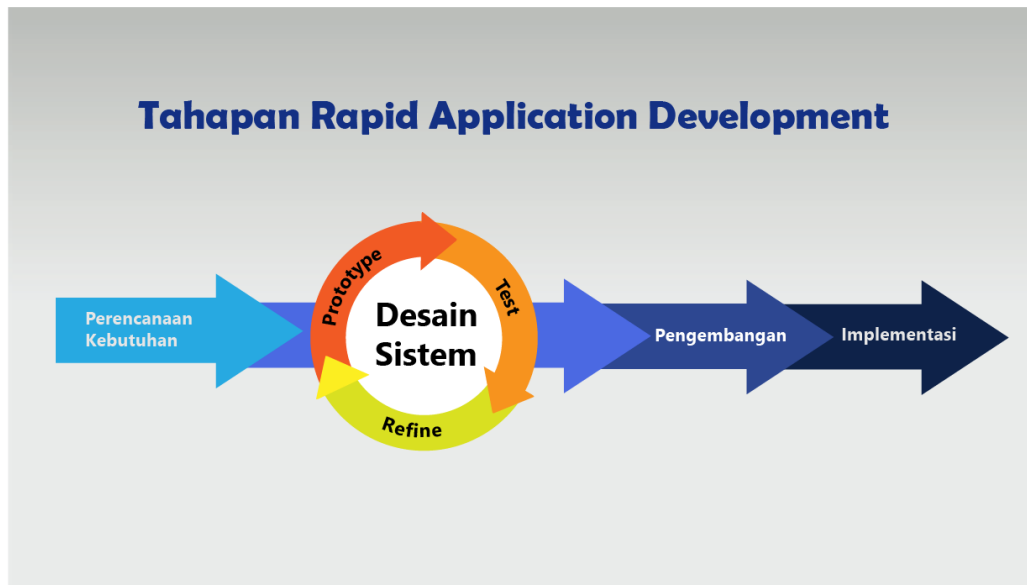 Tahapan Rapid Application Development
Perencanaan
Kebutuhan
Prototype
Test
Refine
Desain
Sistem
Pengembangan
Implementasi